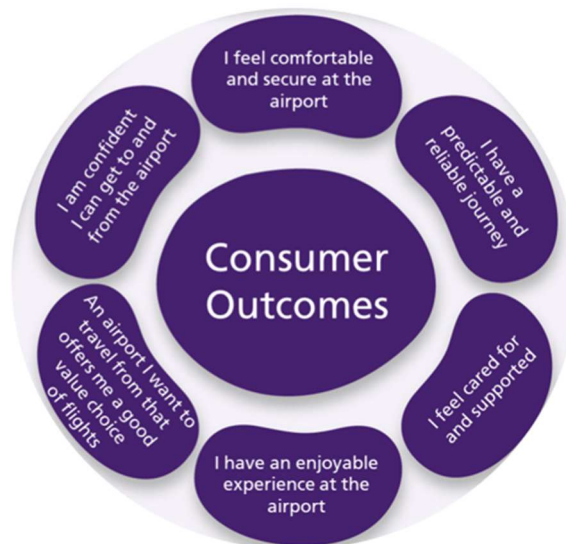 I feel comfortable
and secure at the
airport
I have a
predictable and
reliable journey
I feel cared for
and supported
I have an enjoyable
experience at the
airport
An airport I want to
travel from that
offers me a good
value choice
of flights
I am confident
I can get to and
from the airport
Consumer
Outcomes